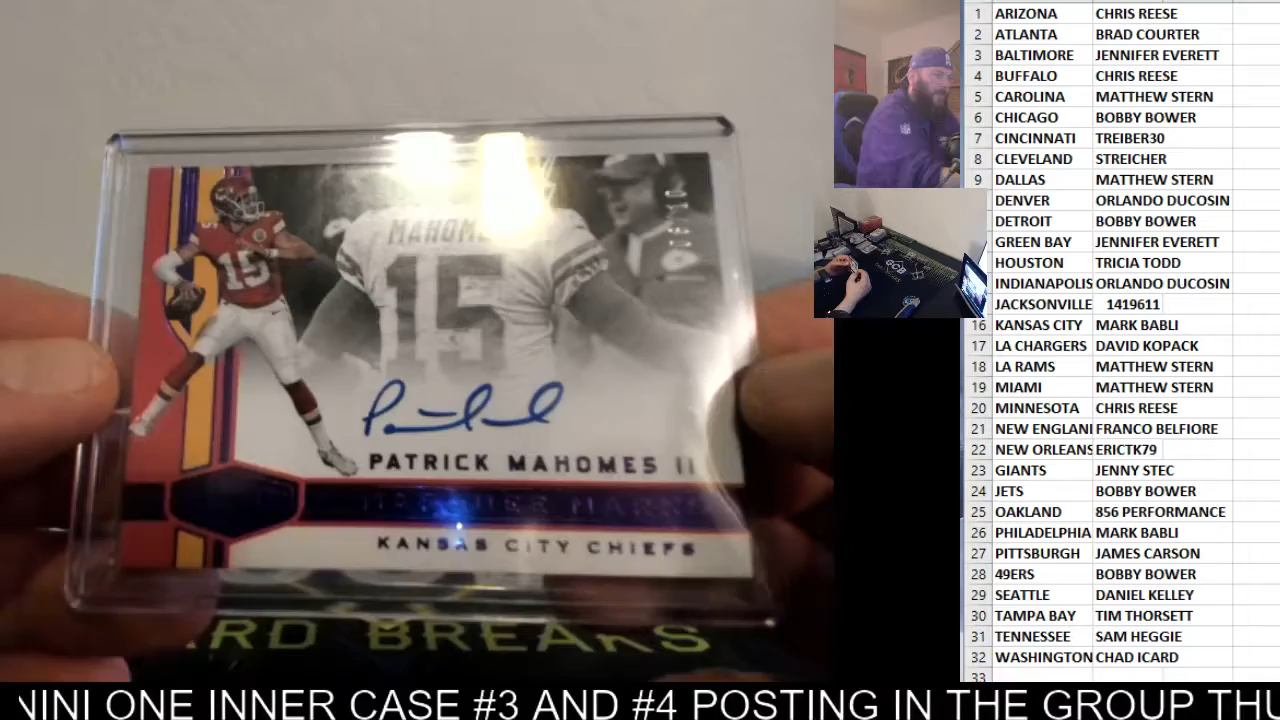 MAHOM
15
15
PATRICK MAHOMES II
KANSAS CITY CHIEFS
ARD BREAKS
GCB
1 ARIZONA CHRIS REESE
2 ATLANTA BRAD COURTER
3 BALTIMORE JENNIFER EVERETT
4 BUFFALO CHRIS REESE
5 CAROLINA MATTHEW STERN
6 CHICAGO BOBBY BOWER
7 CINCINNATI TREIBER30
8 CLEVELAND STREICHER
9 DALLAS MATTHEW STERN
DENVER ORLANDO DUCOSIN
DETROIT BOBBY BOWER
GREEN BAY JENNIFER EVERETT
HOUSTON TRICIA TODD
INDIANAPOLIS ORLANDO DUCOSIN
JACKSONVILLE 1419611
16 KANSAS CITY MARK BABLI
17 LA CHARGERS DAVID KOPACK
18 LA RAMS MATTHEW STERN
19 MIAMI MATTHEW STERN
20 MINNESOTA CHRIS REESE
21 NEW ENGLAN FRANCO BELFIORE
22 NEW ORLEANS ERICTK79
23 GIANTS JENNY STEC
24 JETS BOBBY BOWER
25 OAKLAND 856 PERFORMANCE
26 PHILADELPHIA MARK BABLI
27 PITTSBURGH JAMES CARSON
28 49ERS BOBBY BOWER
29 SEATTLE DANIEL KELLEY
30 TAMPA BAY TIM THORSETT
31 TENNESSEE SAM HEGGIE
32 WASHINGTON CHAD ICARD
33
NINI ONE INNER CASE #3 AND #4 POSTING IN THE GROUP THU